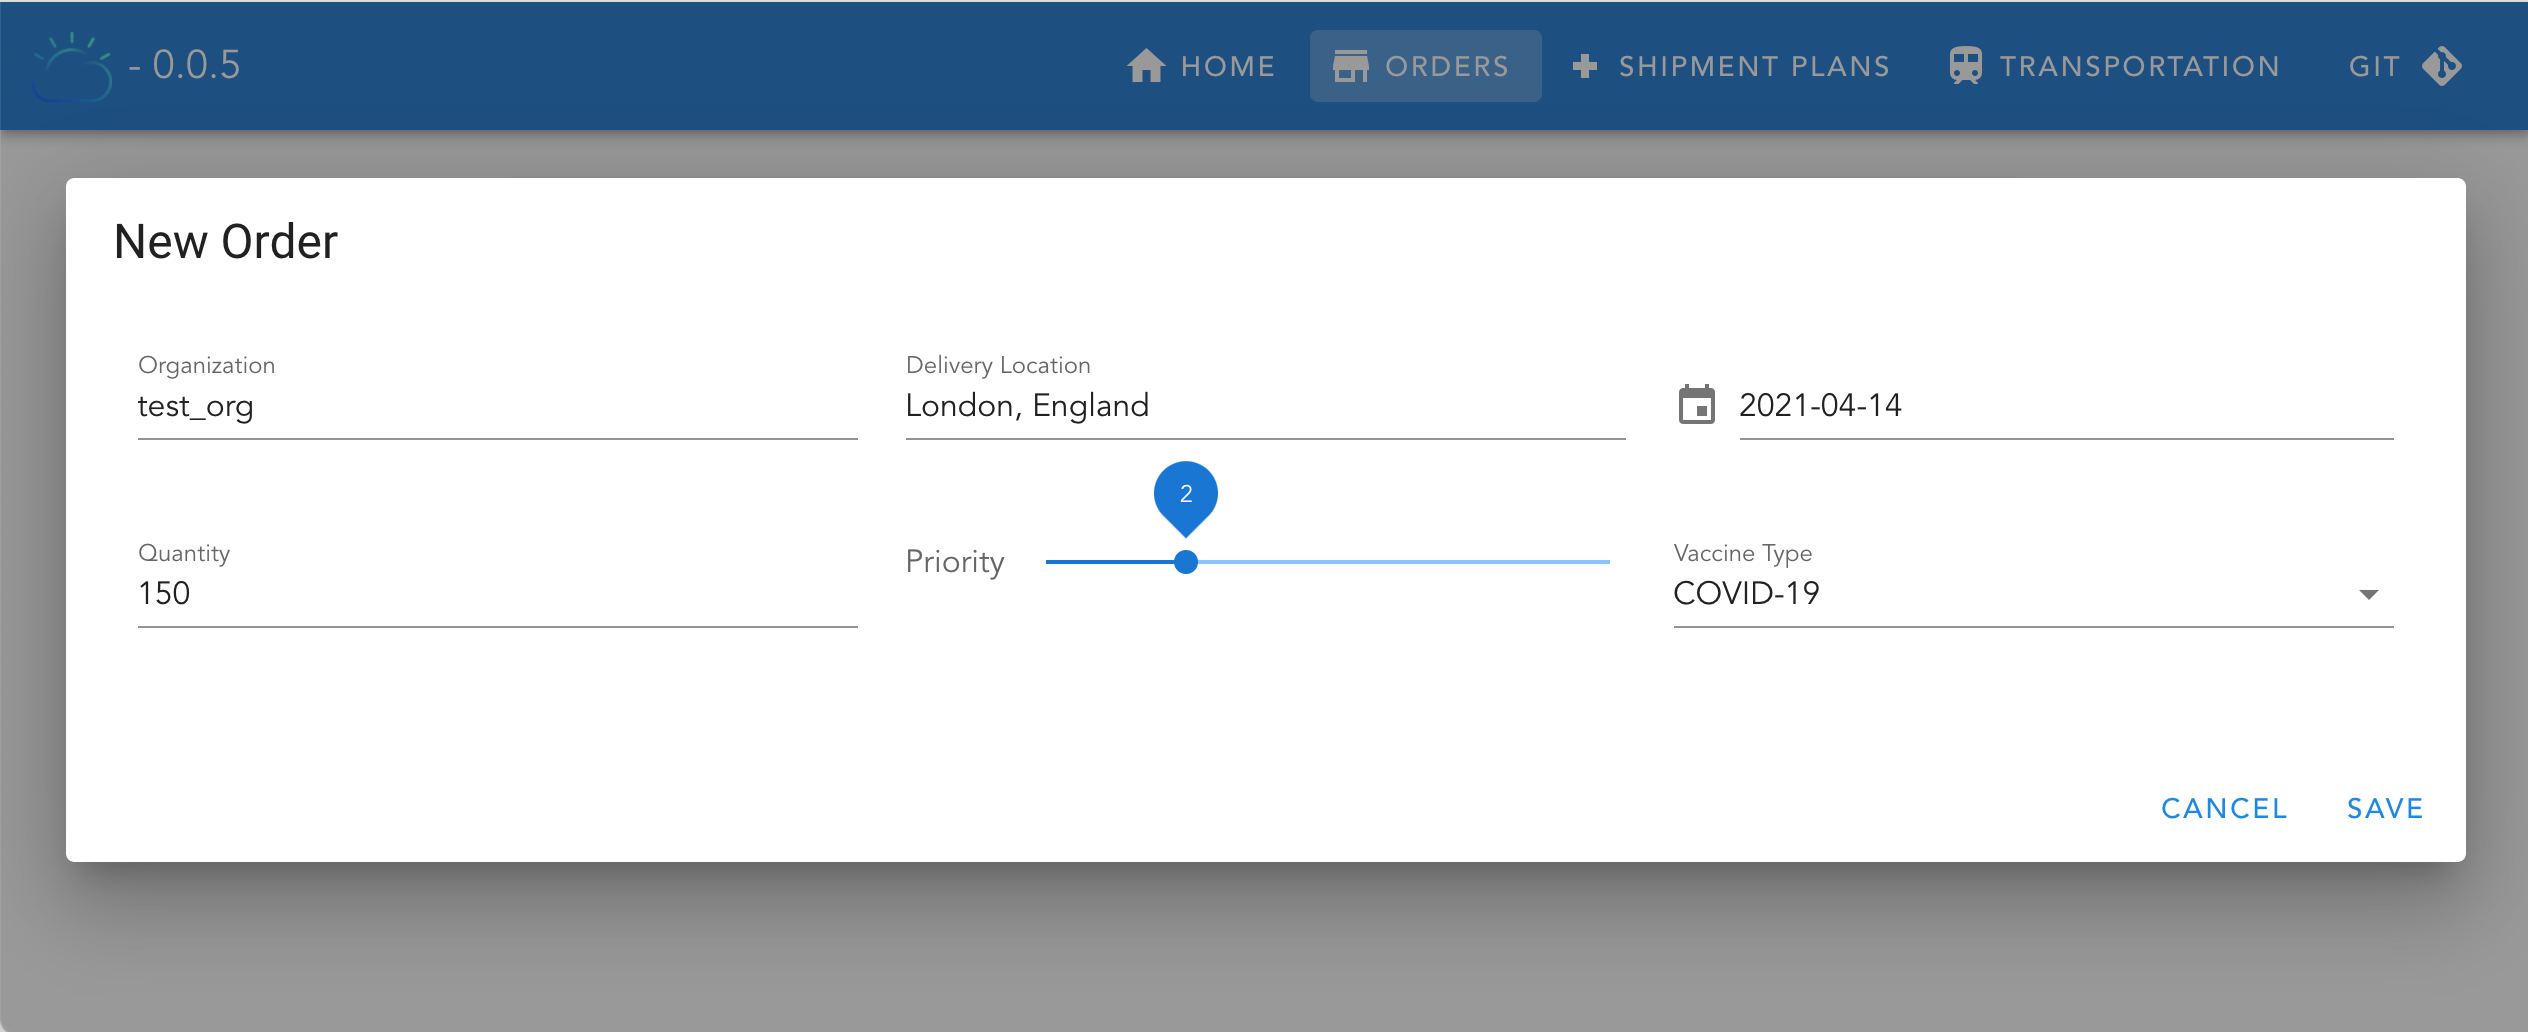 - 0.0.5
HOME
ORDERS
SHIPMENT PLANS
TRANSPORTATION
GIT
New Order
Organization
test_org
Delivery Location
London, England
2021-04-14
Quantity
150
Priority
2
Vaccine Type
COVID-19
CANCEL
SAVE